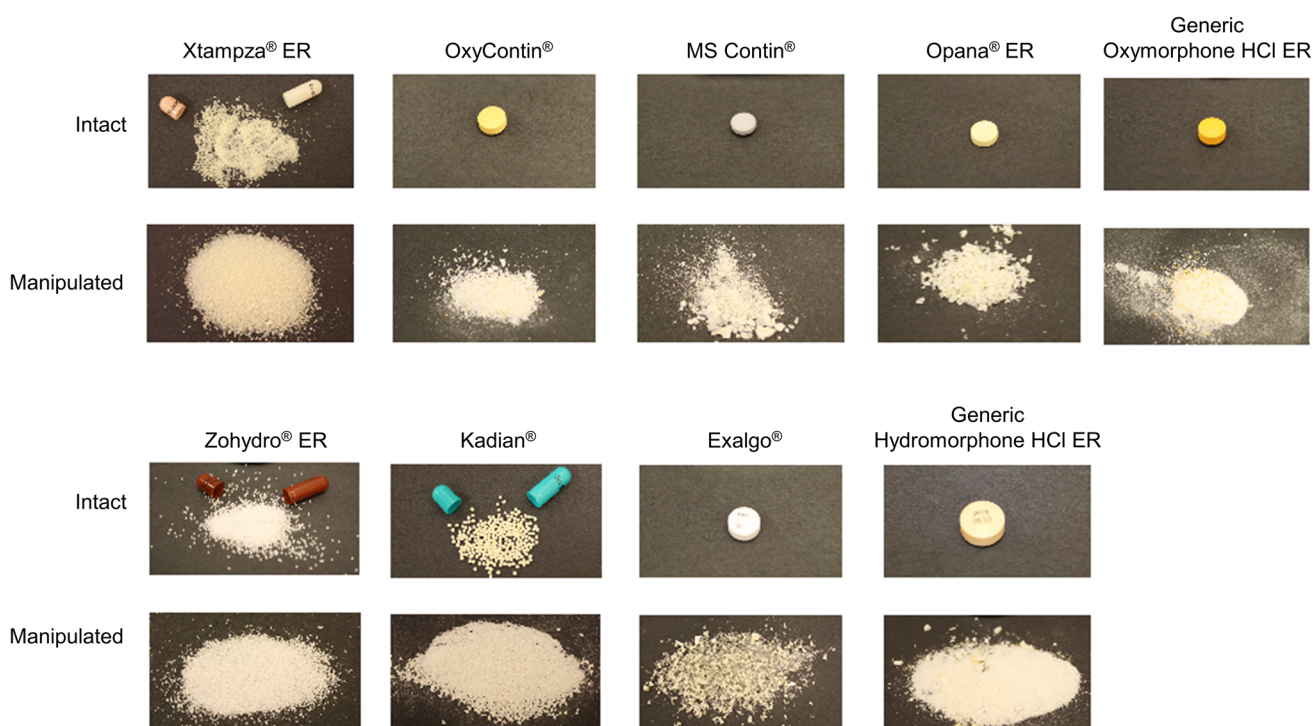 Xtampza® ER
OxyContin®
MS Contin®
Opana® ER
Generic
Oxymorphone HCl ER
Intact
Manipulated
Zohydro® ER
Kadian®
Exalgo®
Generic
Hydromorphone HCl ER
Intact
Manipulated